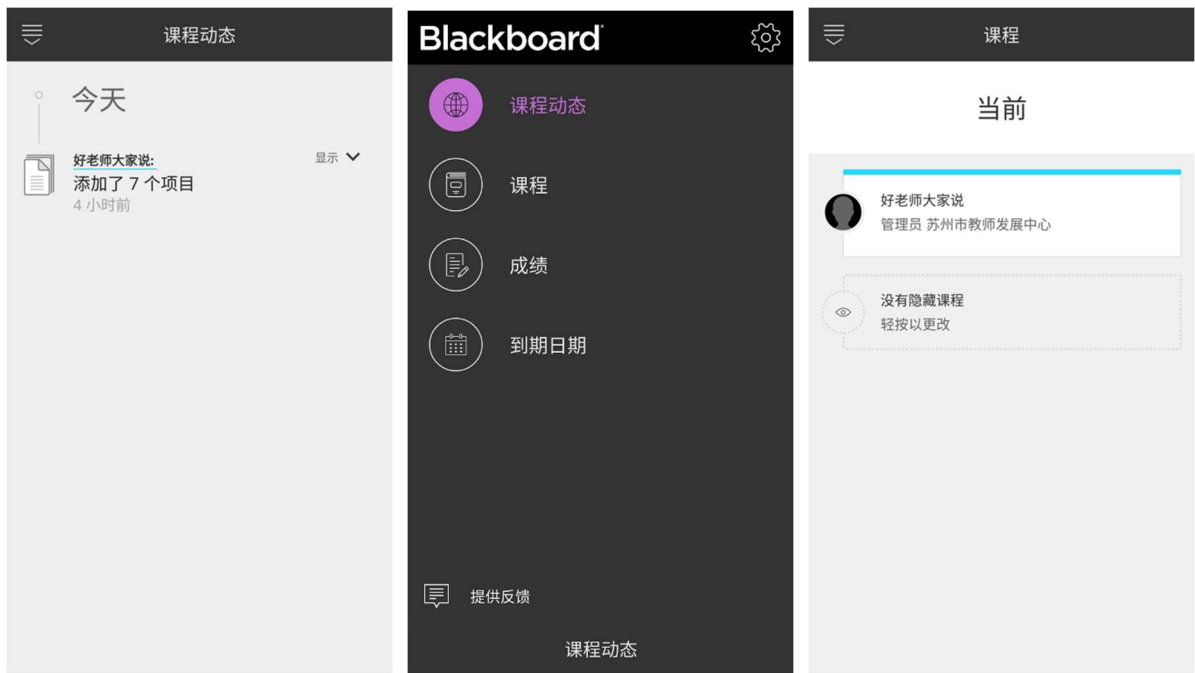 课程动态
今天
好老师大家说:
显示
添加了 7 个项目
4 小时前
Blackboard
课程动态
课程
成绩
到期日期
提供反馈
课程动态
课程
当前
好老师大家说
管理员 苏州市教师发展中心
没有隐藏课程
轻按以更改